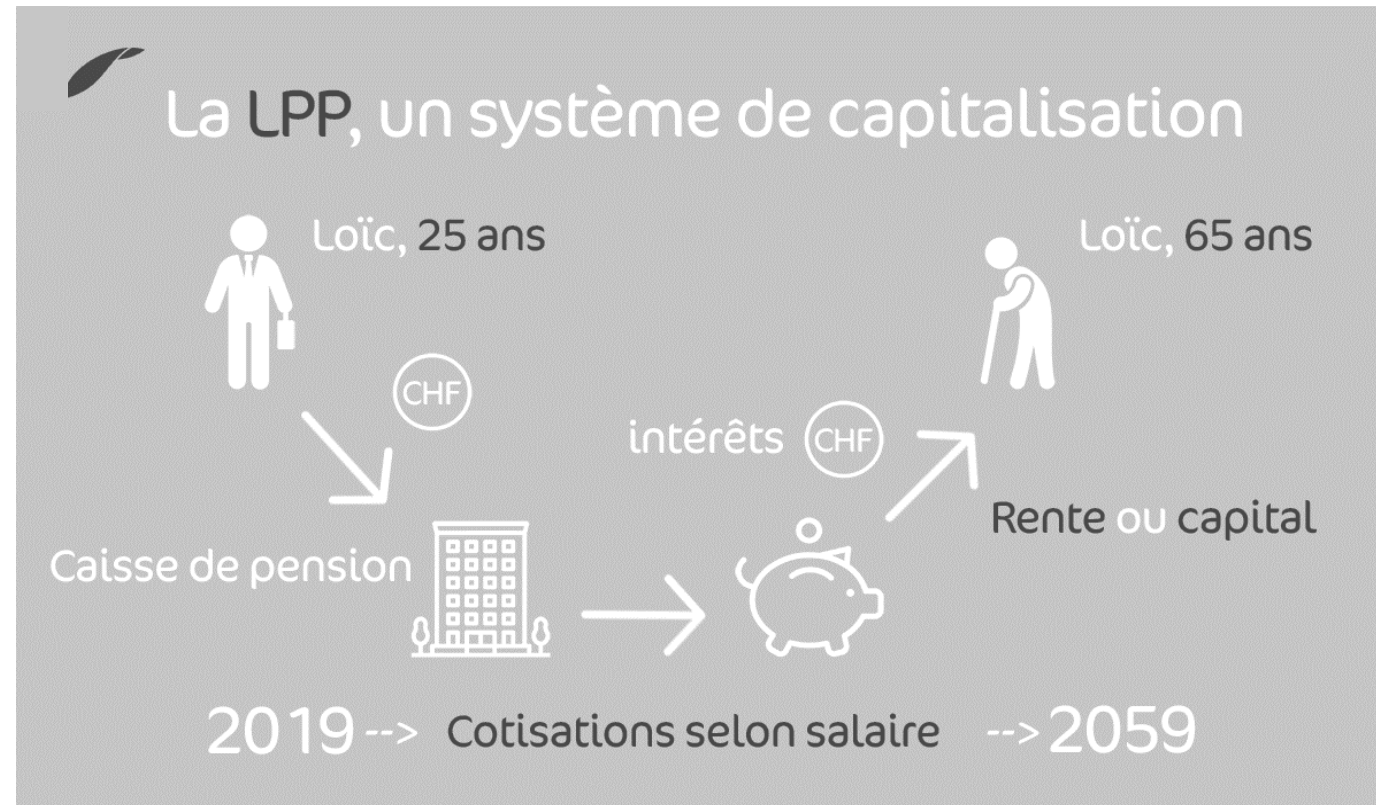 La LPP, un système de capitalisation
Loïc, 25 ans
Loïc, 65 ans
CHF
intérêts CHF
Rente ou capital
Caisse de pension
2019 --> Cotisations selon salaire --> 2059